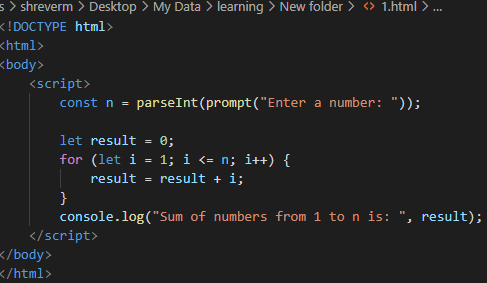 s > shreverm > Desktop > My Data > learning > New folder > <> 1.html > ...
<!DOCTYPE html>
<html>
<body>
    <script>
        const n = parseInt(prompt("Enter a number: "));

        let result = 0;
        for (let i = 1; i <= n; i++) {
            result = result + i;
        }
        console.log("Sum of numbers from 1 to n is: ", result);
    </script>
</body>
</html>